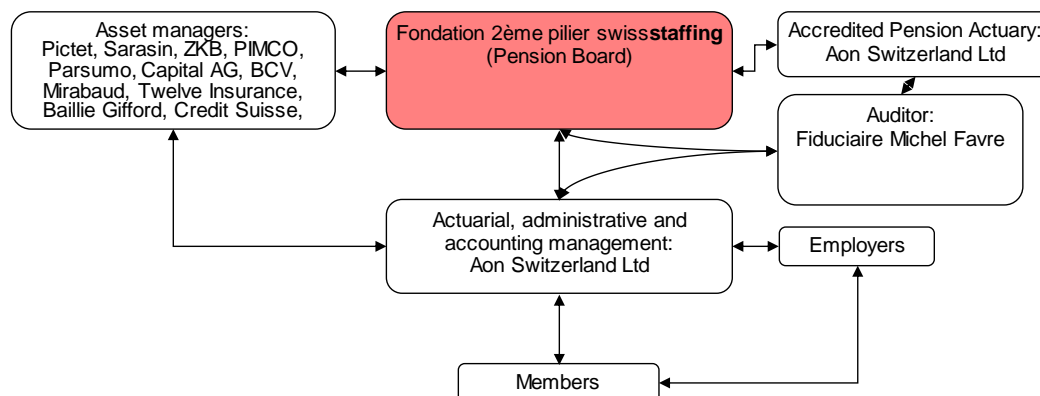 Asset managers:
Pictet, Sarasin, ZKB, PIMCO,
Parsumo, Capital AG, BCV,
Mirabaud, Twelve Insurance,
Baillie Gifford, Credit Suisse,
Fondation 2ème pilier swissstaffing
(Pension Board)
Accredited Pension Actuary:
Aon Switzerland Ltd
Auditor:
Fiduciaire Michel Favre
Actuarial, administrative and
accounting management:
Aon Switzerland Ltd
Employers
Members